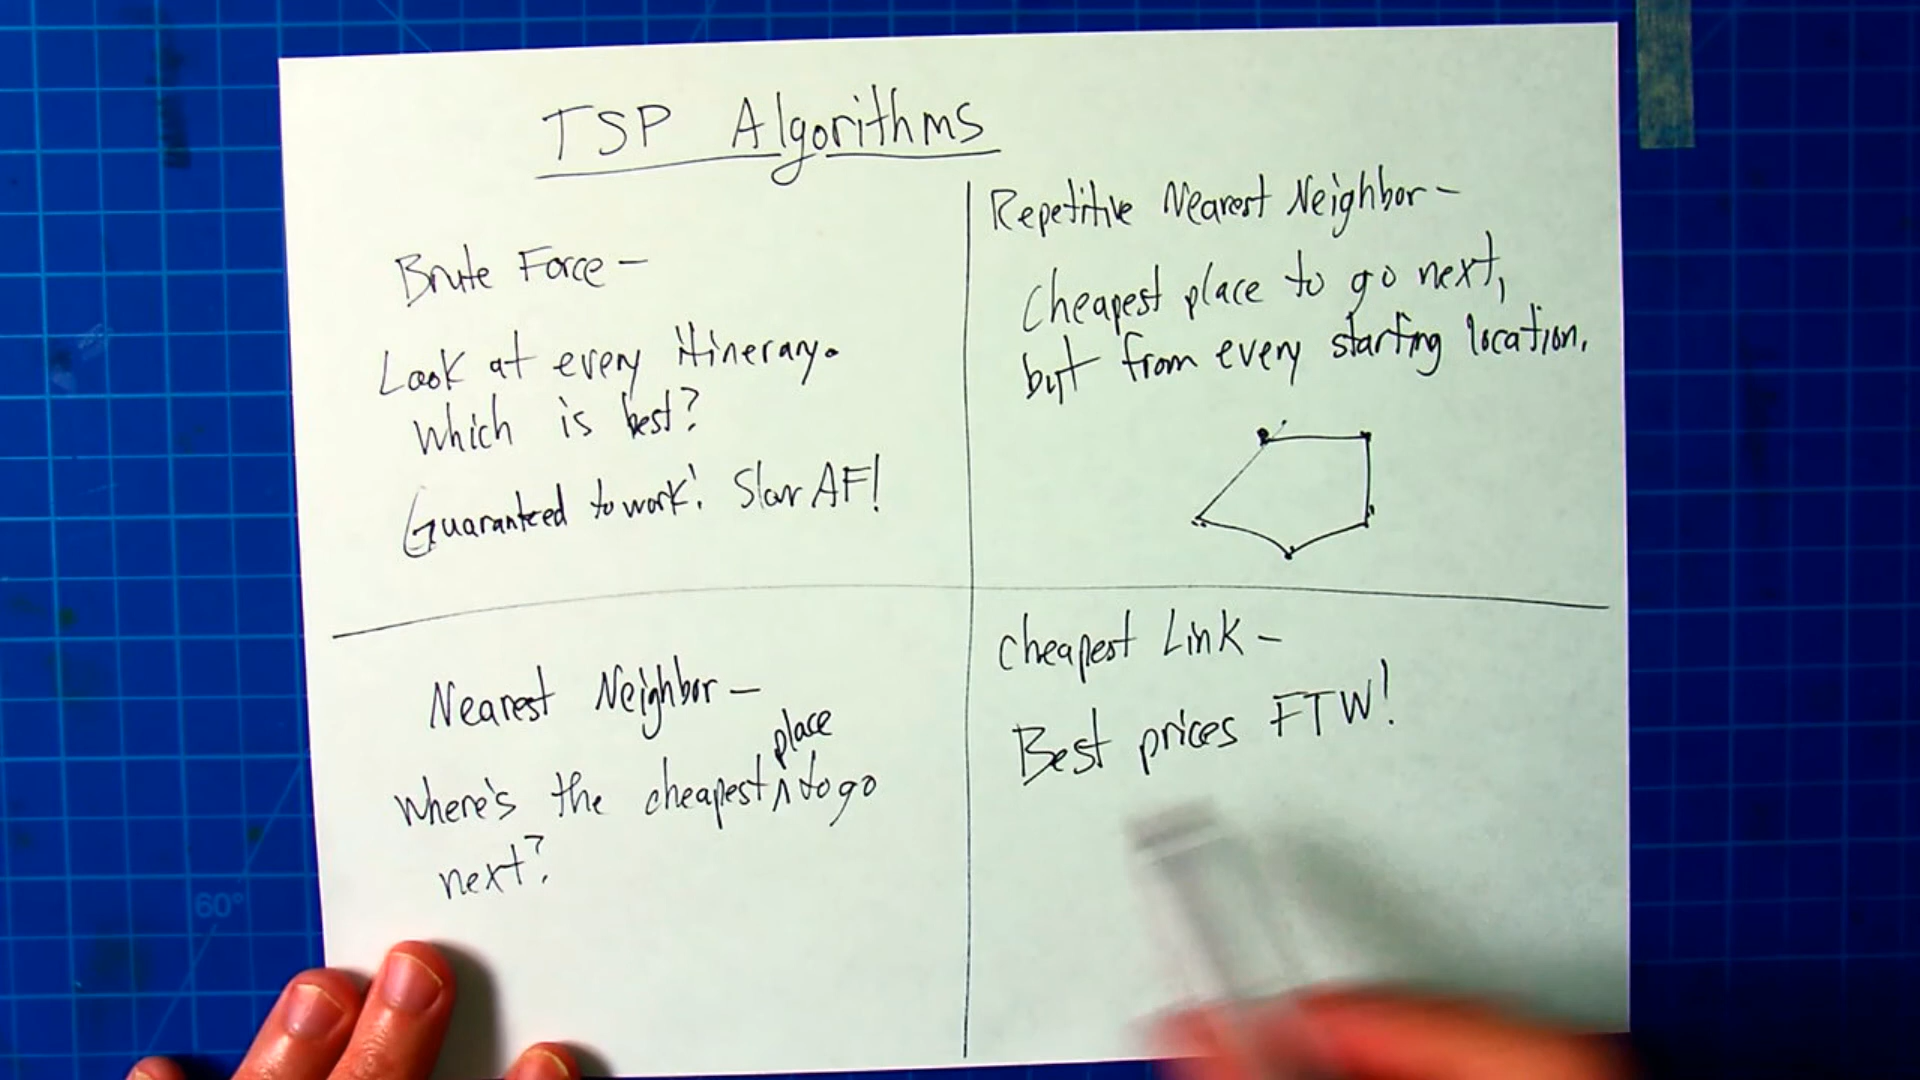 TSP Algorithms
Brute Force -
Look at every itinerary.
Which is best?
Guaranteed to work! Slow AF!
Repetitive Nearest Neighbor -
Cheapest place to go next,
but from every starting location.
Nearest Neighbor -
place
Where's the cheapest ^ to go
next?
Cheapest Link -
Best prices FTW!
60°